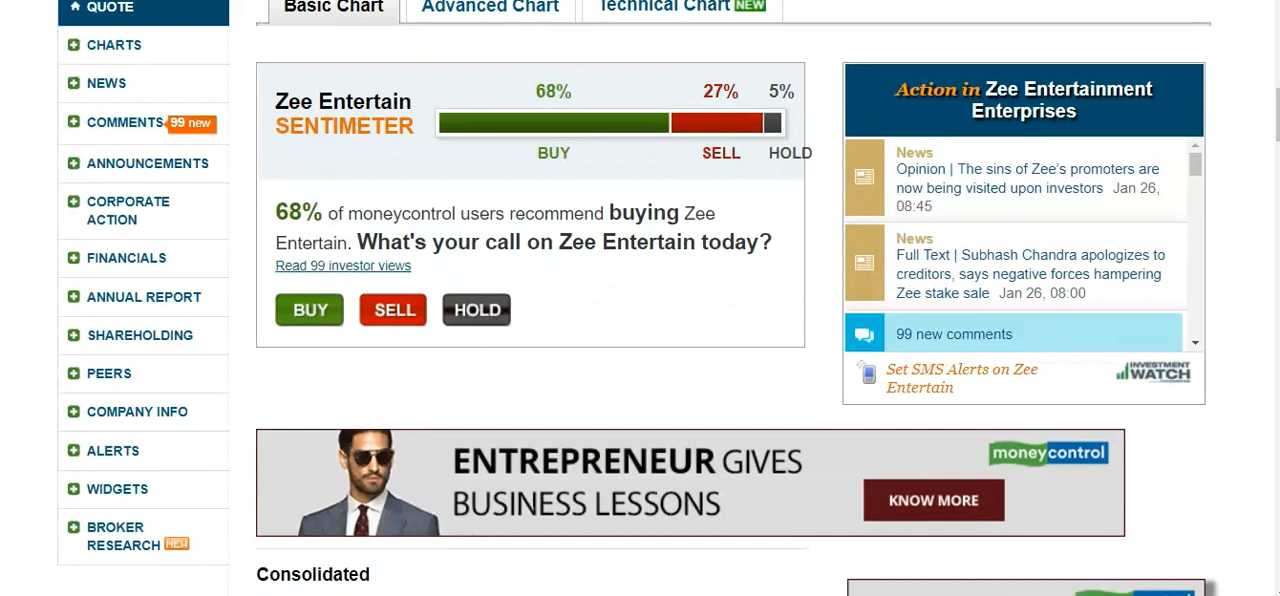 QUOTE
CHARTS
NEWS
COMMENTS 99 new
ANNOUNCEMENTS
CORPORATE
ACTION
FINANCIALS
ANNUAL REPORT
SHAREHOLDING
PEERS
COMPANY INFO
ALERTS
WIDGETS
BROKER
RESEARCH NEW
Basic Chart
Advanced Chart
Technical Chart NEW
Zee Entertain
SENTIMETER
68% 27% 5%
BUY SELL HOLD
68% of moneycontrol users recommend buying Zee
Entertain. What's your call on Zee Entertain today?
Read 99 investor views
BUY SELL HOLD
Action in Zee Entertainment
Enterprises
News
Opinion | The sins of Zee's promoters are
now being visited upon investors Jan 26,
08:45
News
Full Text | Subhash Chandra apologizes to
creditors, says negative forces hampering
Zee stake sale Jan 26, 08:00
99 new comments
Set SMS Alerts on Zee
Entertain
INVESTMENT
WATCH
ENTREPRENEUR GIVES
BUSINESS LESSONS
moneycontrol
KNOW MORE
Consolidated